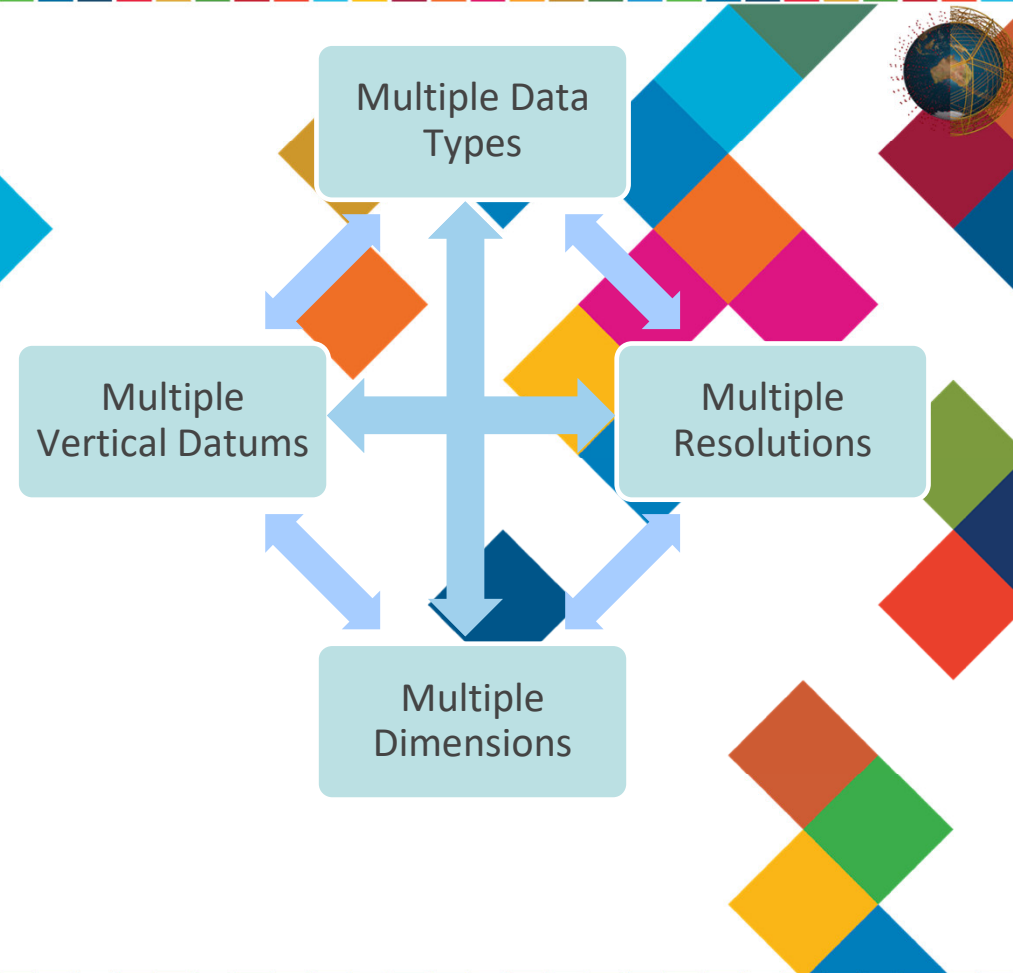 Multiple Data
Types
Multiple
Vertical Datums
Multiple
Resolutions
Multiple
Dimensions